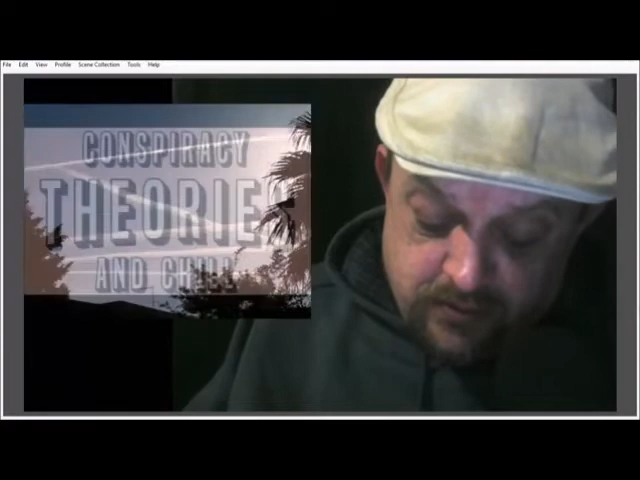 File Edit View Profile Scene Collection Tools Help
CONSPIRACY
THEORIES
AND CHILL